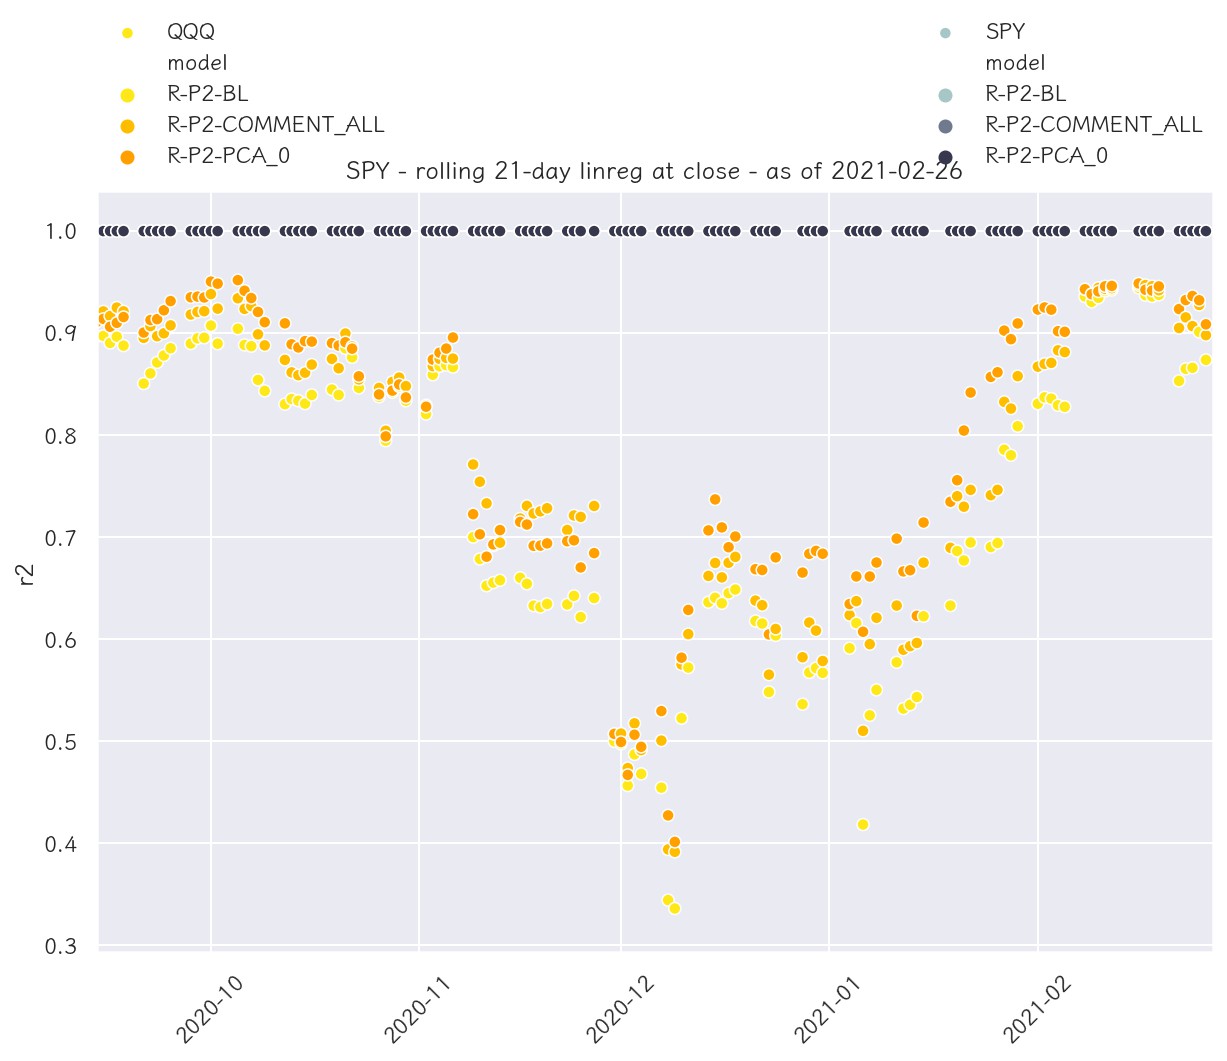 QQQ
model
R-P2-BL
R-P2-COMMENT_ALL
R-P2-PCA_0
SPY
model
R-P2-BL
R-P2-COMMENT_ALL
R-P2-PCA_0
SPY - rolling 21-day linreg at close - as of 2021-02-26
1.0
0.9
0.8
0.7
0.6
0.5
0.4
0.3
r2
2020-10
2020-11
2020-12
2021-01
2021-02